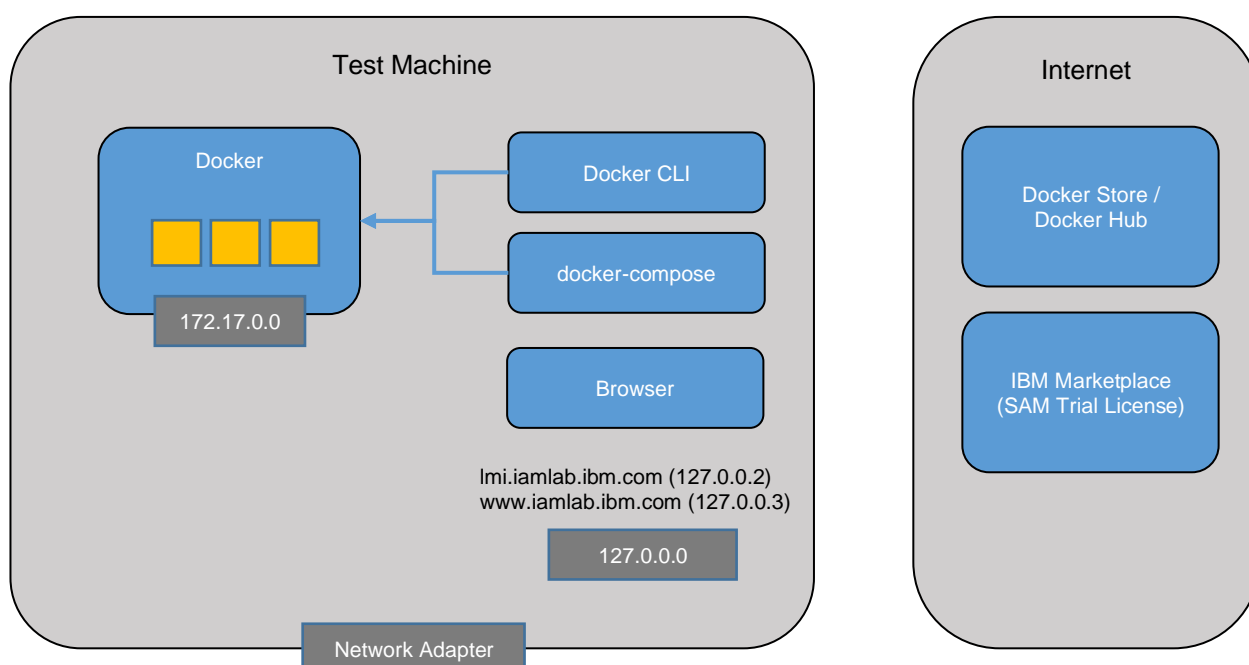 Test Machine
Internet
Docker
Docker CLI
Docker Store /
Docker Hub
docker-compose
172.17.0.0
Browser
IBM Marketplace
(SAM Trial License)
lmi.iamlab.ibm.com (127.0.0.2)
www.iamlab.ibm.com (127.0.0.3)
127.0.0.0
Network Adapter